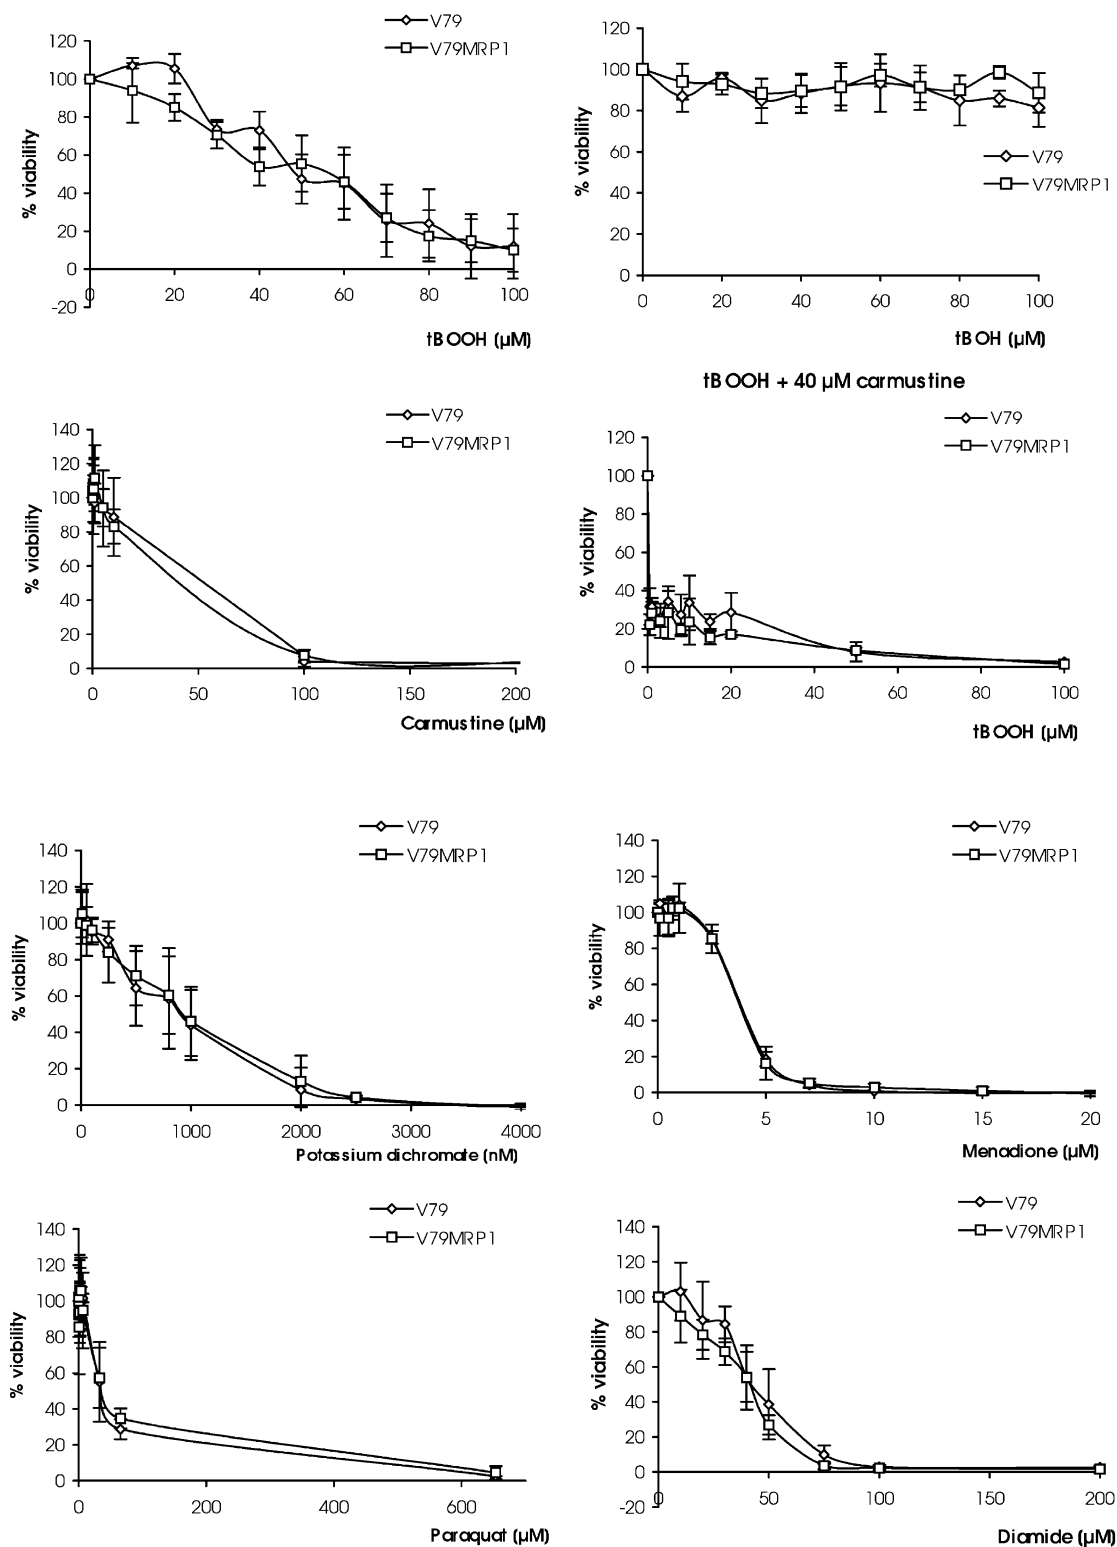 V79
V79MRP1
120
100
80
60
40
20
0
-20
0 20 40 60 80 100
% viability
tBOOH (µM)
120
100
80
60
40
20
0
0 20 40 60 80 100
% viability
V79
V79MRP1
tBOH (µM)
V79
V79MRP1
140
120
100
80
60
40
20
0
0 50 100 150 200
% viability
Carmustine (µM)
tBOOH + 40 µM carmustine
V79
V79MRP1
120
100
80
60
40
20
0
0 20 40 60 80 100
% viability
tBOOH (µM)
V79
V79MRP1
140
120
100
80
60
40
20
0
0 1000 2000 3000 4000
% viability
Potassium dichromate (nM)
V79
V79MRP1
140
120
100
80
60
40
20
0
0 5 10 15 20
% viability
Menadione (µM)
V79
V79MRP1
140
120
100
80
60
40
20
0
0 200 400 600
% viability
Paraquat (µM)
V79
V79MRP1
140
120
100
80
60
40
20
0
-20
0 50 100 150 200
% viability
Diamide (µM)